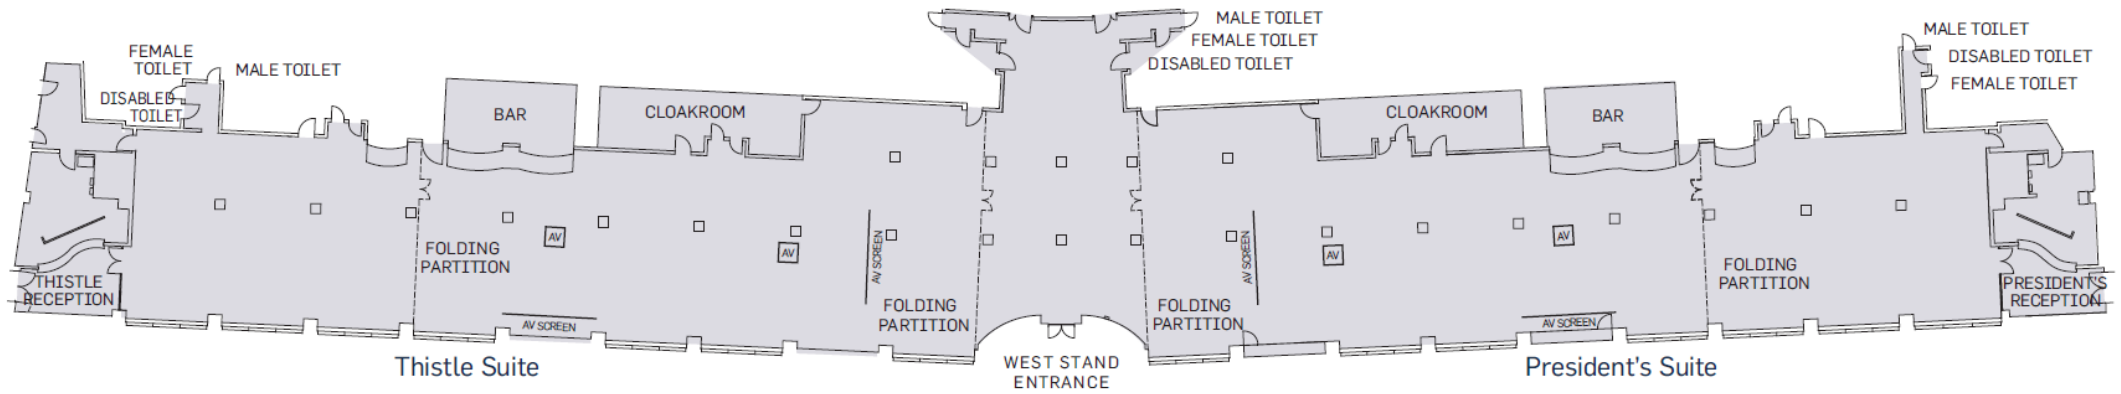 FEMALE
TOILET
MALE TOILET
DISABLED
TOILET
BAR
CLOAKROOM
MALE TOILET
FEMALE TOILET
DISABLED TOILET
CLOAKROOM
BAR
MALE TOILET
DISABLED TOILET
FEMALE TOILET
THISTLE
RECEPTION
FOLDING
PARTITION
AV
AV
AV SCREEN
AV SCREEN
FOLDING
PARTITION
WEST STAND
ENTRANCE
FOLDING
PARTITION
AV SCREEN
AV
AV
AV SCREEN
FOLDING
PARTITION
PRESIDENT'S
RECEPTION
Thistle Suite
President's Suite